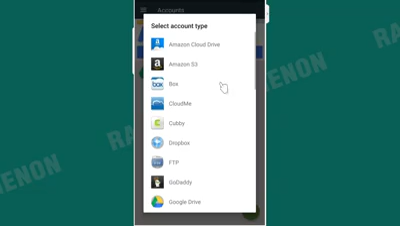 Accounts
Select account type
Amazon Cloud Drive
Amazon S3
Box
CloudMe
Cubby
Dropbox
FTP
GoDaddy
Google Drive